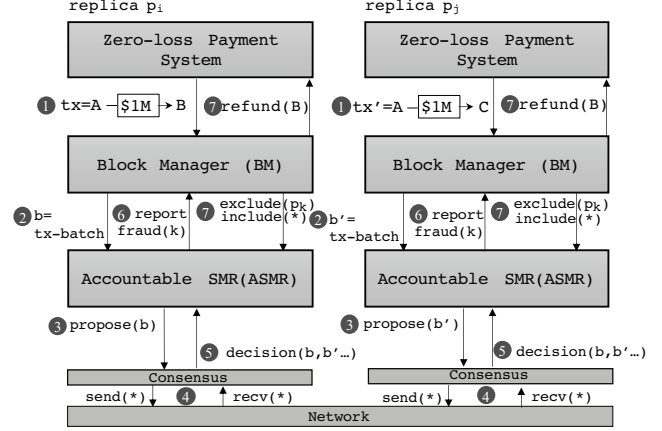 replica pi
Zero-loss Payment
System
1 tx=A $1M B
7 refund(B)
Block Manager (BM)
2 b=
tx-batch
6 report
fraud(k)
7 exclude(pk)
include(*)
Accountable SMR(ASMR)
3 propose(b)
5 decision(b,b'…)
Consensus
send(*) 4 recv(*)
replica pj
Zero-loss Payment
System
1 tx'=A $1M C
7 refund(B)
Block Manager (BM)
2 b'=
tx-batch
6 report
fraud(k)
7 exclude(pk)
include(*)
Accountable SMR(ASMR)
3 propose(b')
5 decision(b,b'…)
Consensus
send(*) 4 recv(*)
Network